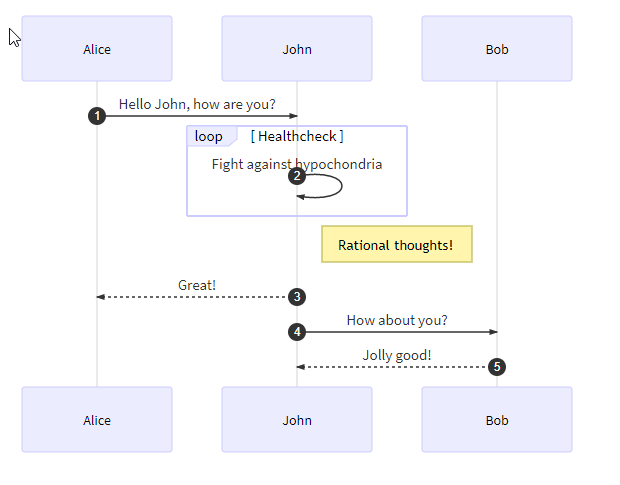 Alice
John
Bob
1
Hello John, how are you?
loop
[ Healthcheck ]
Fight against hypochondria
2
Rational thoughts!
Great!
3
4
How about you?
Jolly good!
5
Alice
John
Bob